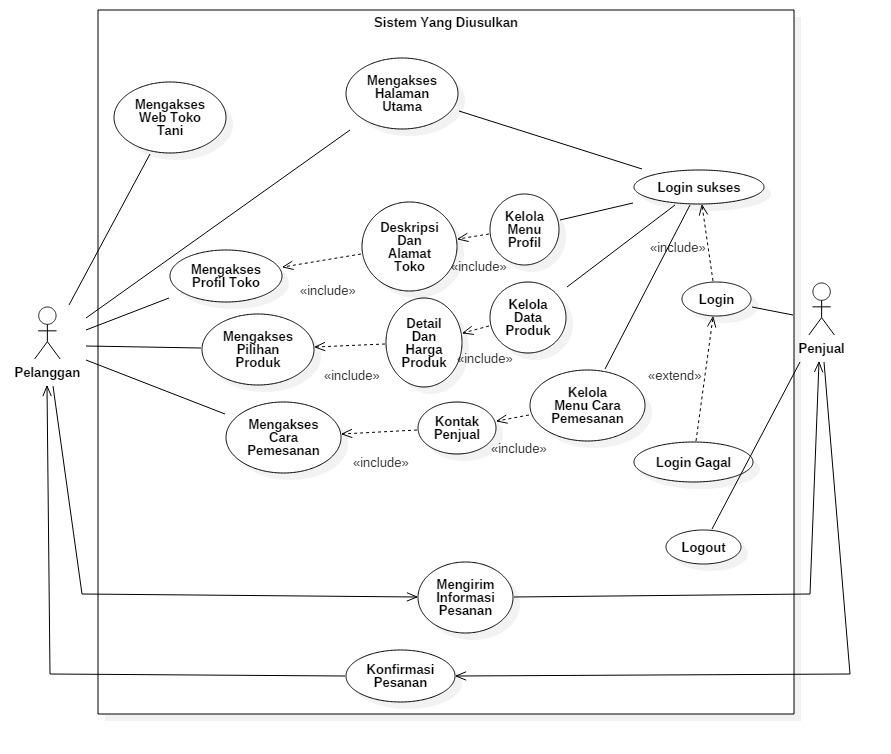 Sistem Yang Diusulkan
Mengakses
Web Toko
Tani
Mengakses
Halaman
Utama
Login sukses
Deskripsi
Dan
Alamat
Toko
Kelola
Menu
Profil
«include»
Mengakses
Profil Toko
«include»
«include»
Login
Kelola
Data
Produk
Detail
Dan
Harga
Produk
Mengakses
Pilihan
Produk
«include»
«include»
Pelanggan
Penjual
«extend»
Kelola
Menu Cara
Pemesanan
Kontak
Penjual
Mengakses
Cara
Pemesanan
«include»
«include»
Login Gagal
Logout
Mengirim
Informasi
Pesanan
Konfirmasi
Pesanan